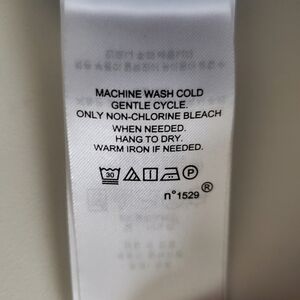 MACHINE WASH COLD
GENTLE CYCLE.
ONLY NON-CHLORINE BLEACH
WHEN NEEDED.
HANG TO DRY.
WARM IRON IF NEEDED.
30 P
n°1529 ®